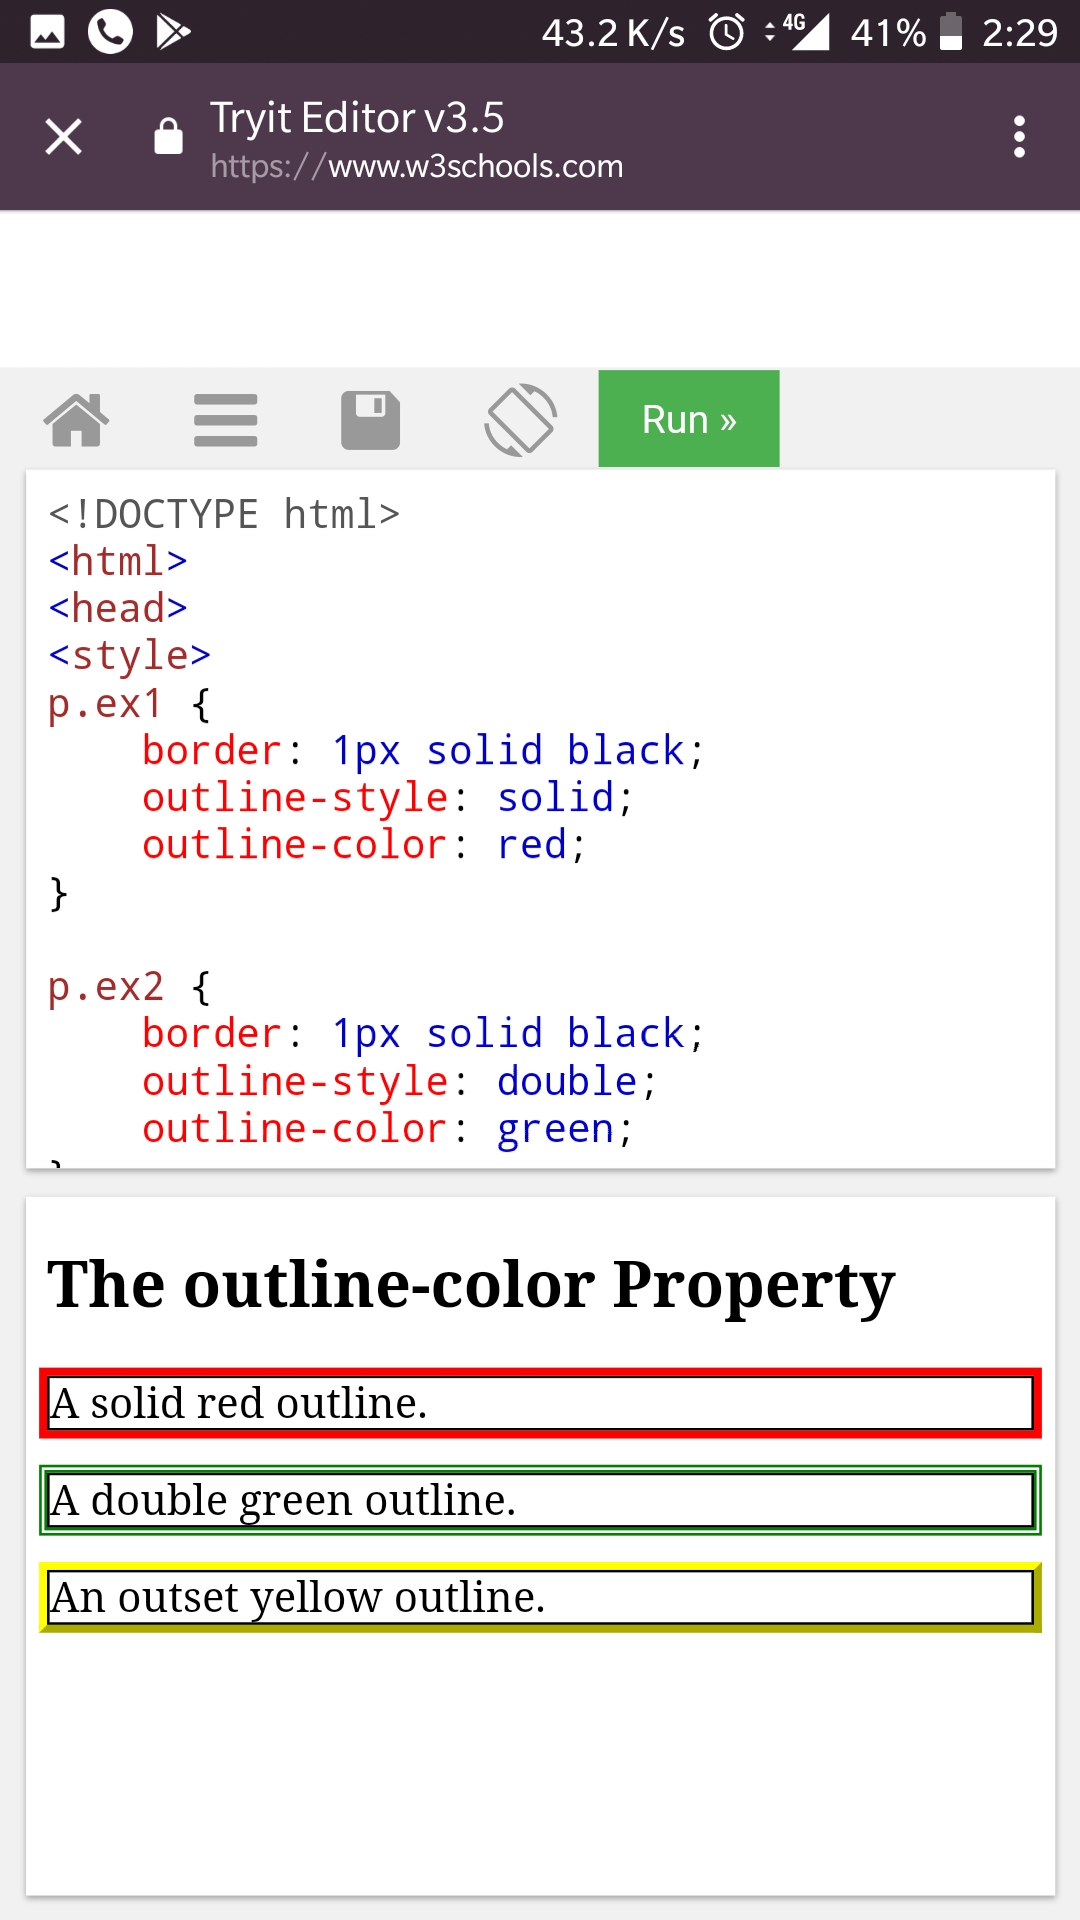 43.2 K/s 4G 41% 2:29
Tryit Editor v3.5
https://www.w3schools.com
Run »
<!DOCTYPE html>
<html>
<head>
<style>
p.ex1 {
    border: 1px solid black;
    outline-style: solid;
    outline-color: red;
}
p.ex2 {
    border: 1px solid black;
    outline-style: double;
    outline-color: green;
The outline-color Property
A solid red outline.
A double green outline.
An outset yellow outline.